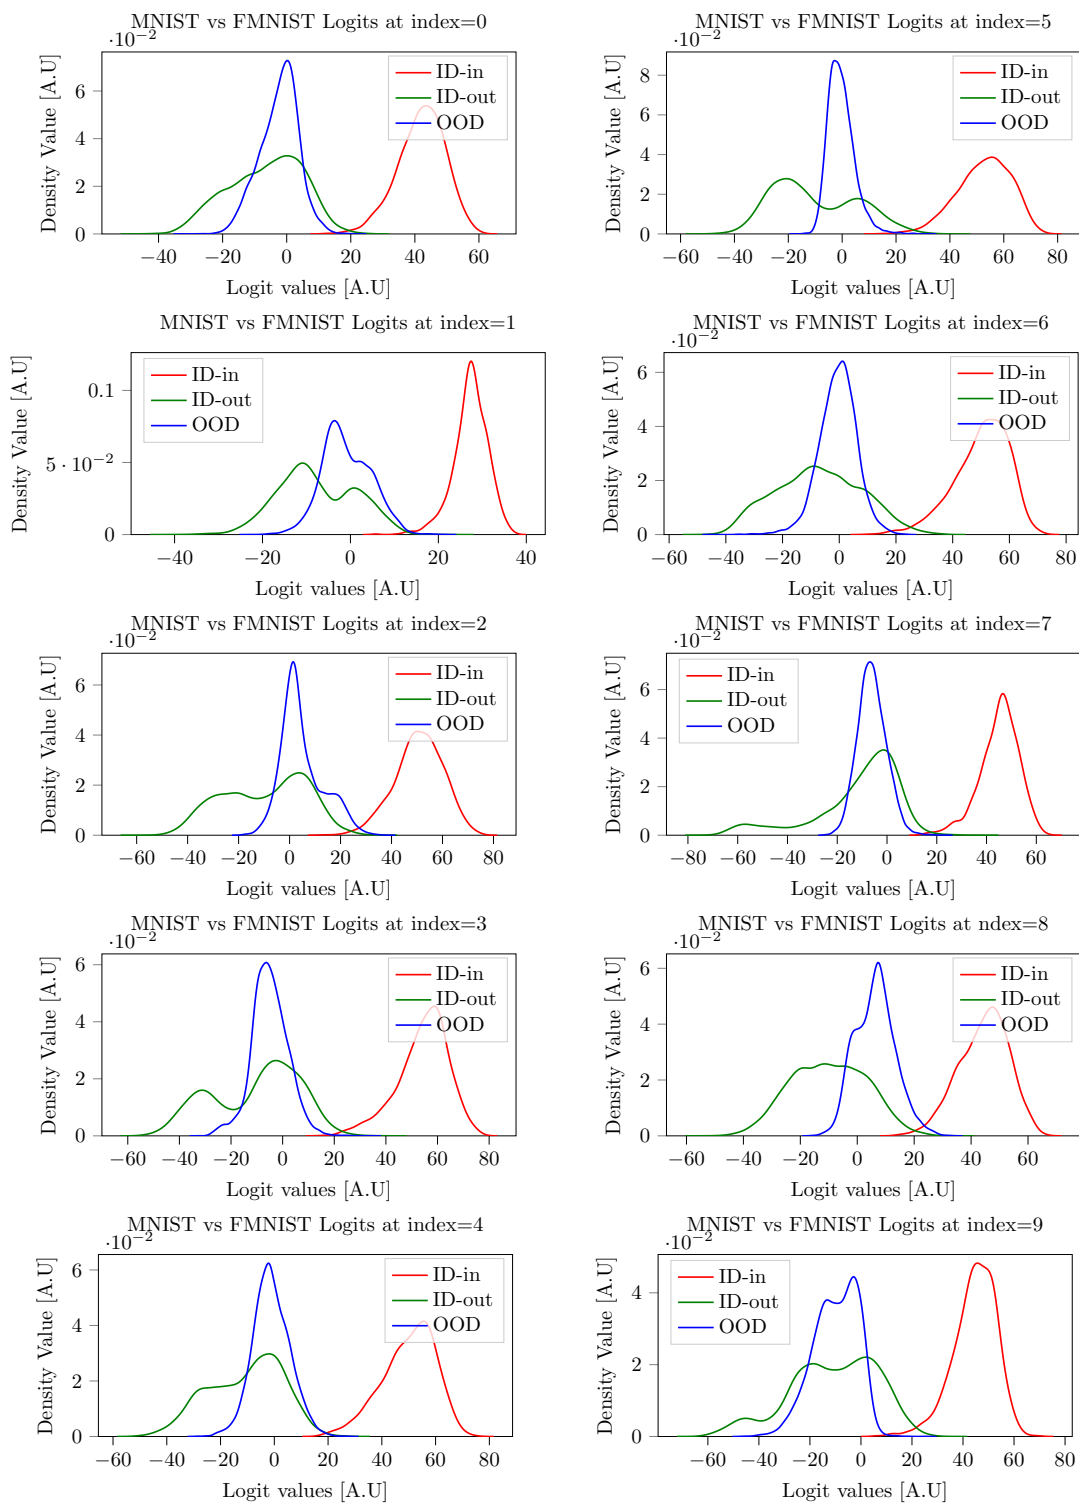 MNIST vs FMNIST Logits at index=0
·10−2
Density Value [A.U]
6
4
2
0
ID-in
ID-out
OOD
−40 −20 0 20 40 60
Logit values [A.U]
MNIST vs FMNIST Logits at index=5
·10−2
Density Value [A.U]
8
6
4
2
0
ID-in
ID-out
OOD
−60 −40 −20 0 20 40 60 80
Logit values [A.U]
MNIST vs FMNIST Logits at index=1
Density Value [A.U]
0.1
5 · 10−2
0
ID-in
ID-out
OOD
−40 −20 0 20 40
Logit values [A.U]
MNIST vs FMNIST Logits at index=6
·10−2
Density Value [A.U]
6
4
2
0
ID-in
ID-out
OOD
−60 −40 −20 0 20 40 60 80
Logit values [A.U]
MNIST vs FMNIST Logits at index=2
·10−2
Density Value [A.U]
6
4
2
0
ID-in
ID-out
OOD
−60 −40 −20 0 20 40 60 80
Logit values [A.U]
MNIST vs FMNIST Logits at index=7
·10−2
Density Value [A.U]
6
4
2
0
ID-in
ID-out
OOD
−80 −60 −40 −20 0 20 40 60
Logit values [A.U]
MNIST vs FMNIST Logits at index=3
·10−2
Density Value [A.U]
6
4
2
0
ID-in
ID-out
OOD
−60 −40 −20 0 20 40 60 80
Logit values [A.U]
MNIST vs FMNIST Logits at ndex=8
·10−2
Density Value [A.U]
6
4
2
0
ID-in
ID-out
OOD
−60 −40 −20 0 20 40 60
Logit values [A.U]
MNIST vs FMNIST Logits at index=4
·10−2
Density Value [A.U]
6
4
2
0
ID-in
ID-out
OOD
−60 −40 −20 0 20 40 60 80
Logit values [A.U]
MNIST vs FMNIST Logits at index=9
·10−2
Density Value [A.U]
4
2
0
ID-in
ID-out
OOD
−60 −40 −20 0 20 40 60 80
Logit values [A.U]